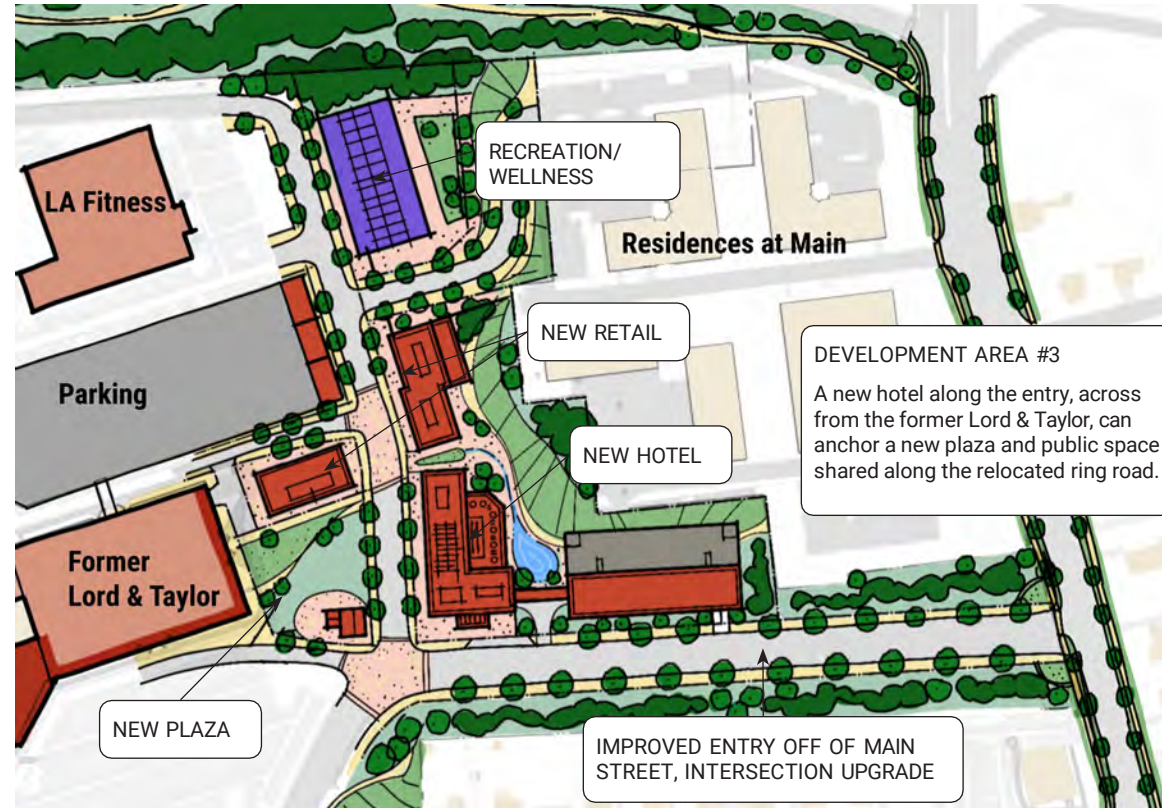 RECREATION/
WELLNESS
LA Fitness
Residences at Main
NEW RETAIL
DEVELOPMENT AREA #3
A new hotel along the entry, across
from the former Lord & Taylor, can
anchor a new plaza and public space
shared along the relocated ring road.
Parking
NEW HOTEL
Former
Lord & Taylor
NEW PLAZA
IMPROVED ENTRY OFF OF MAIN
STREET, INTERSECTION UPGRADE